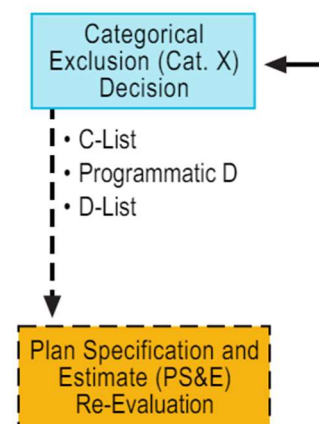 Categorical
Exclusion (Cat. X)
Decision
• C-List
• Programmatic D
• D-List
Plan Specification and
Estimate (PS&E)
Re-Evaluation